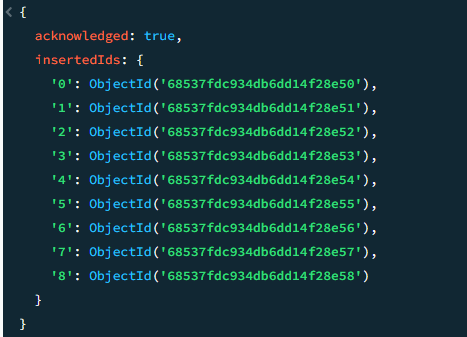 {
acknowledged: true,
insertedIds: {
'0': ObjectId('68537fdc934db6dd14f28e50'),
'1': ObjectId('68537fdc934db6dd14f28e51'),
'2': ObjectId('68537fdc934db6dd14f28e52'),
'3': ObjectId('68537fdc934db6dd14f28e53'),
'4': ObjectId('68537fdc934db6dd14f28e54'),
'5': ObjectId('68537fdc934db6dd14f28e55'),
'6': ObjectId('68537fdc934db6dd14f28e56'),
'7': ObjectId('68537fdc934db6dd14f28e57'),
'8': ObjectId('68537fdc934db6dd14f28e58')
}
}